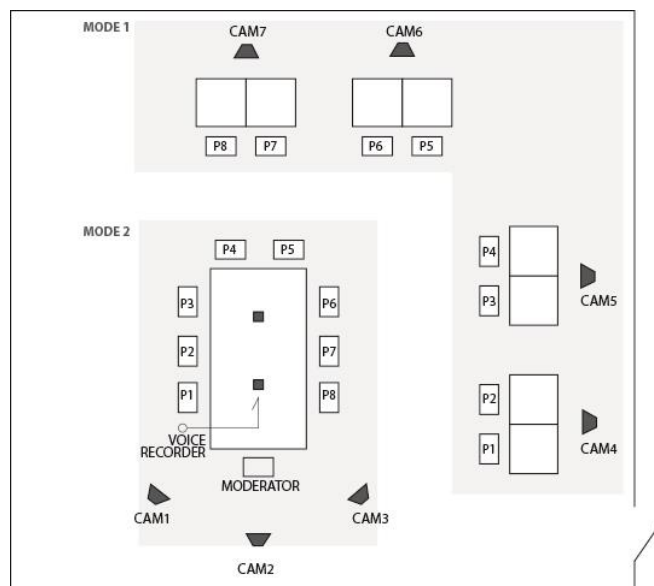 MODE 1
CAM7
CAM6
P8
P7
P6
P5
MODE 2
P4
P5
P4
P3
P6
P3
CAM5
P2
P7
P1
P8
P2
VOICE
RECORDER
P1
CAM4
MODERATOR
CAM1
CAM3
CAM2